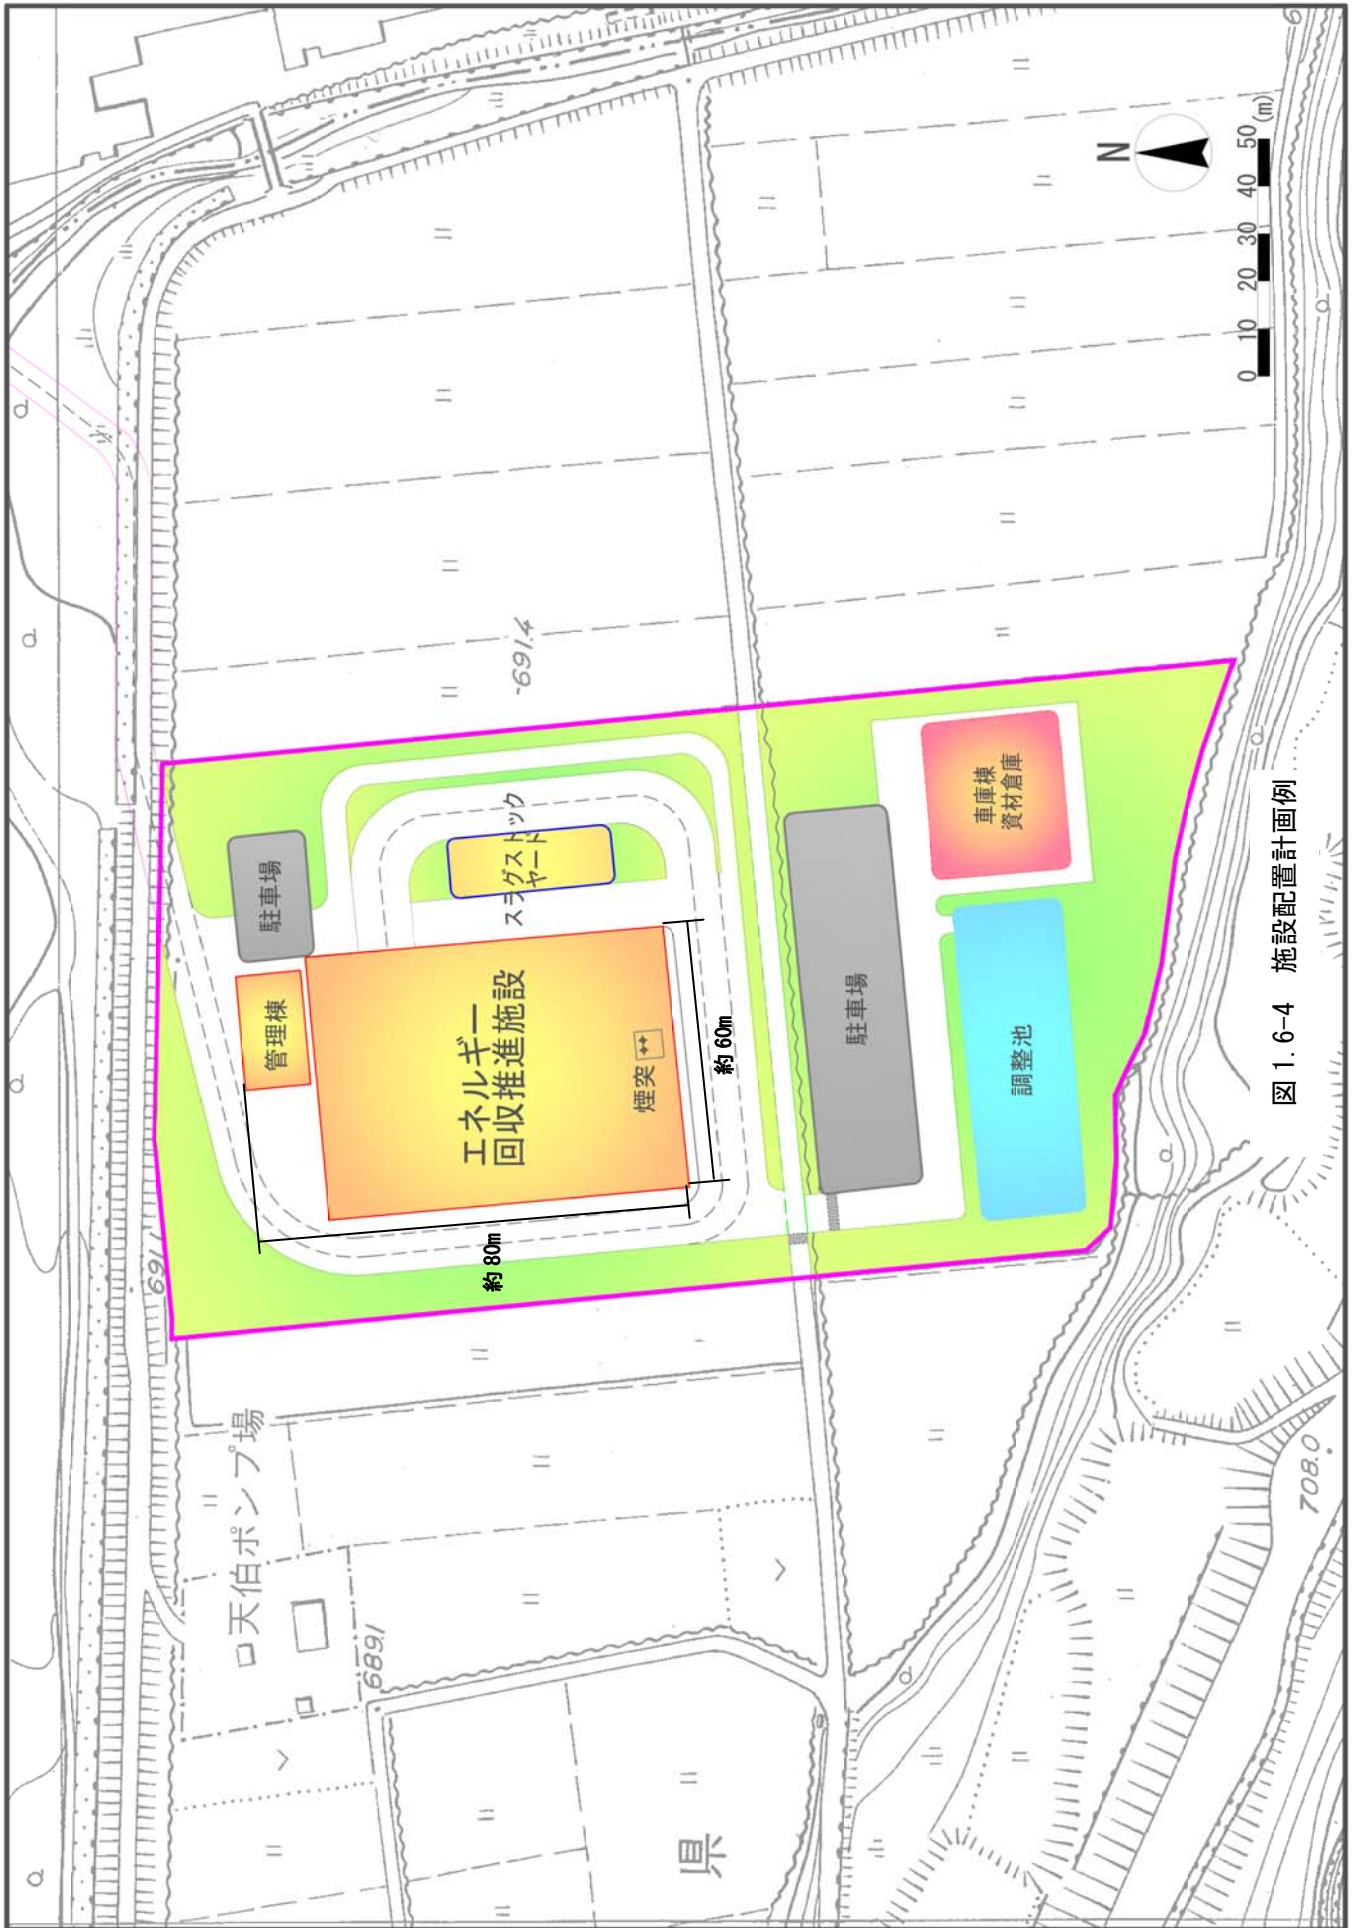 天伯ポンプ場
691
6891
-691.4
管理棟
駐車場
エネルギー
回収推進施設
煙突
スラグストック
ヤード
約 80m
約 60m
駐車場
車庫棟
資材倉庫
調整池
県
708.0
N
0 10 20 30 40 50 (m)
図 1.6-4 施設配置計画例